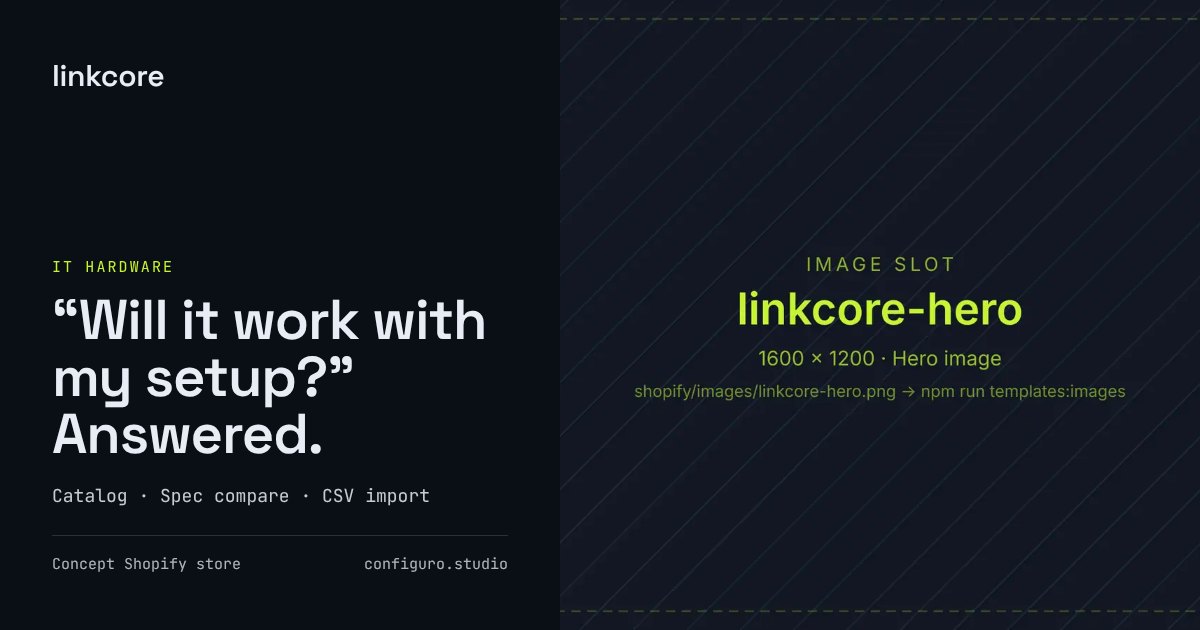 linkcore
IT HARDWARE
“Will it work with
my setup?”
Answered.
Catalog · Spec compare · CSV import
Concept Shopify store
configuro.studio
IMAGE SLOT
linkcore-hero
1600 × 1200 · Hero image
shopify/images/linkcore-hero.png → npm run templates:images